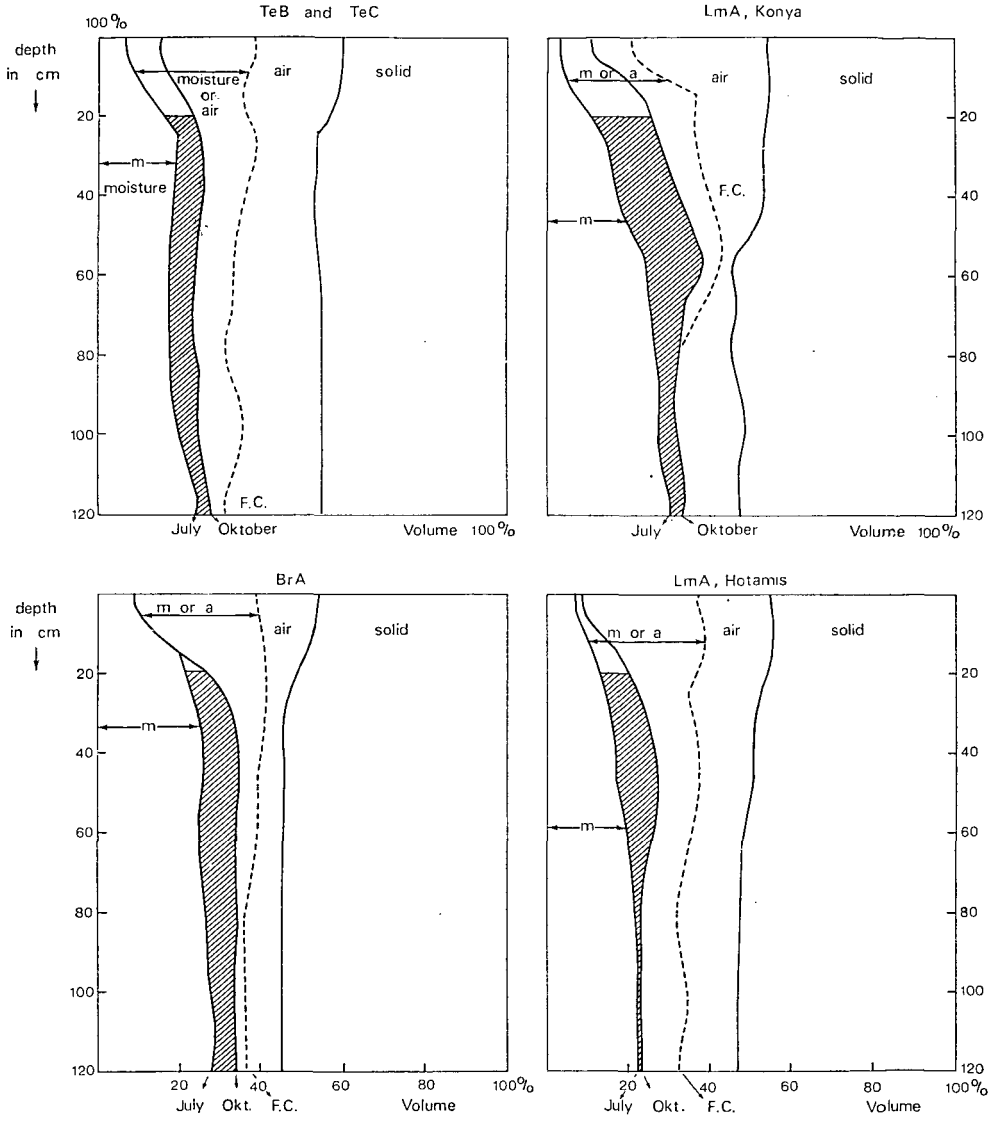 TeB and TeC
100%
depth
in cm
moisture
or
air
air
solid
20
m
moisture
40
60
80
100
F.C.
120
July Oktober Volume 100%
LmA, Konya
m or a
air
solid
20
F.C.
40
m
60
80
100
120
July Oktober Volume 100%
BrA
depth
in cm
m or a
air
solid
20
m
40
60
80
100
120
20 40 60 80 100%
July Okt. F.C. Volume
LmA, Hotamis
m or a
air
solid
20
40
m
60
80
100
120
20 40 60 80 100%
July Okt. F.C. Volume